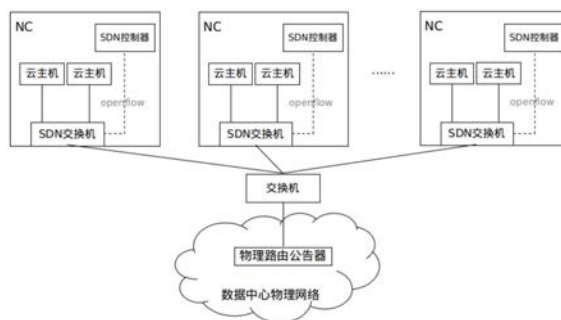 NC
SDN控制器
云主机
云主机
openflow
SDN交换机
NC
SDN控制器
云主机
云主机
openflow
SDN交换机
……
NC
SDN控制器
云主机
云主机
openflow
SDN交换机
交换机
物理路由公告器
数据中心物理网络